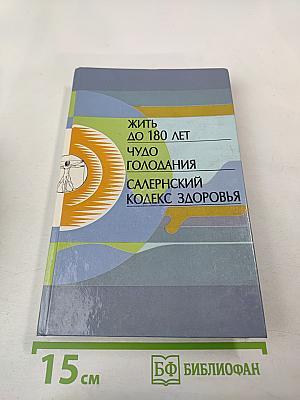 ЖИТЬ
ДО 180 ЛЕТ
ЧУДО
ГОЛОДАНИЯ
САЛЕРНСКИЙ
КОДЕКС ЗДОРОВЬЯ
15 см
БФ БИБЛИОФАН